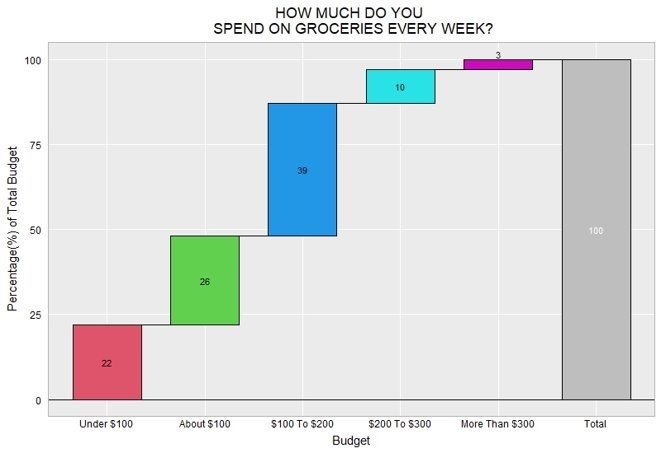 HOW MUCH DO YOU
SPEND ON GROCERIES EVERY WEEK?
Percentage(%) of Total Budget
100
75
50
25
0
22
26
39
10
3
100
Under $100
About $100
$100 To $200
$200 To $300
More Than $300
Total
Budget